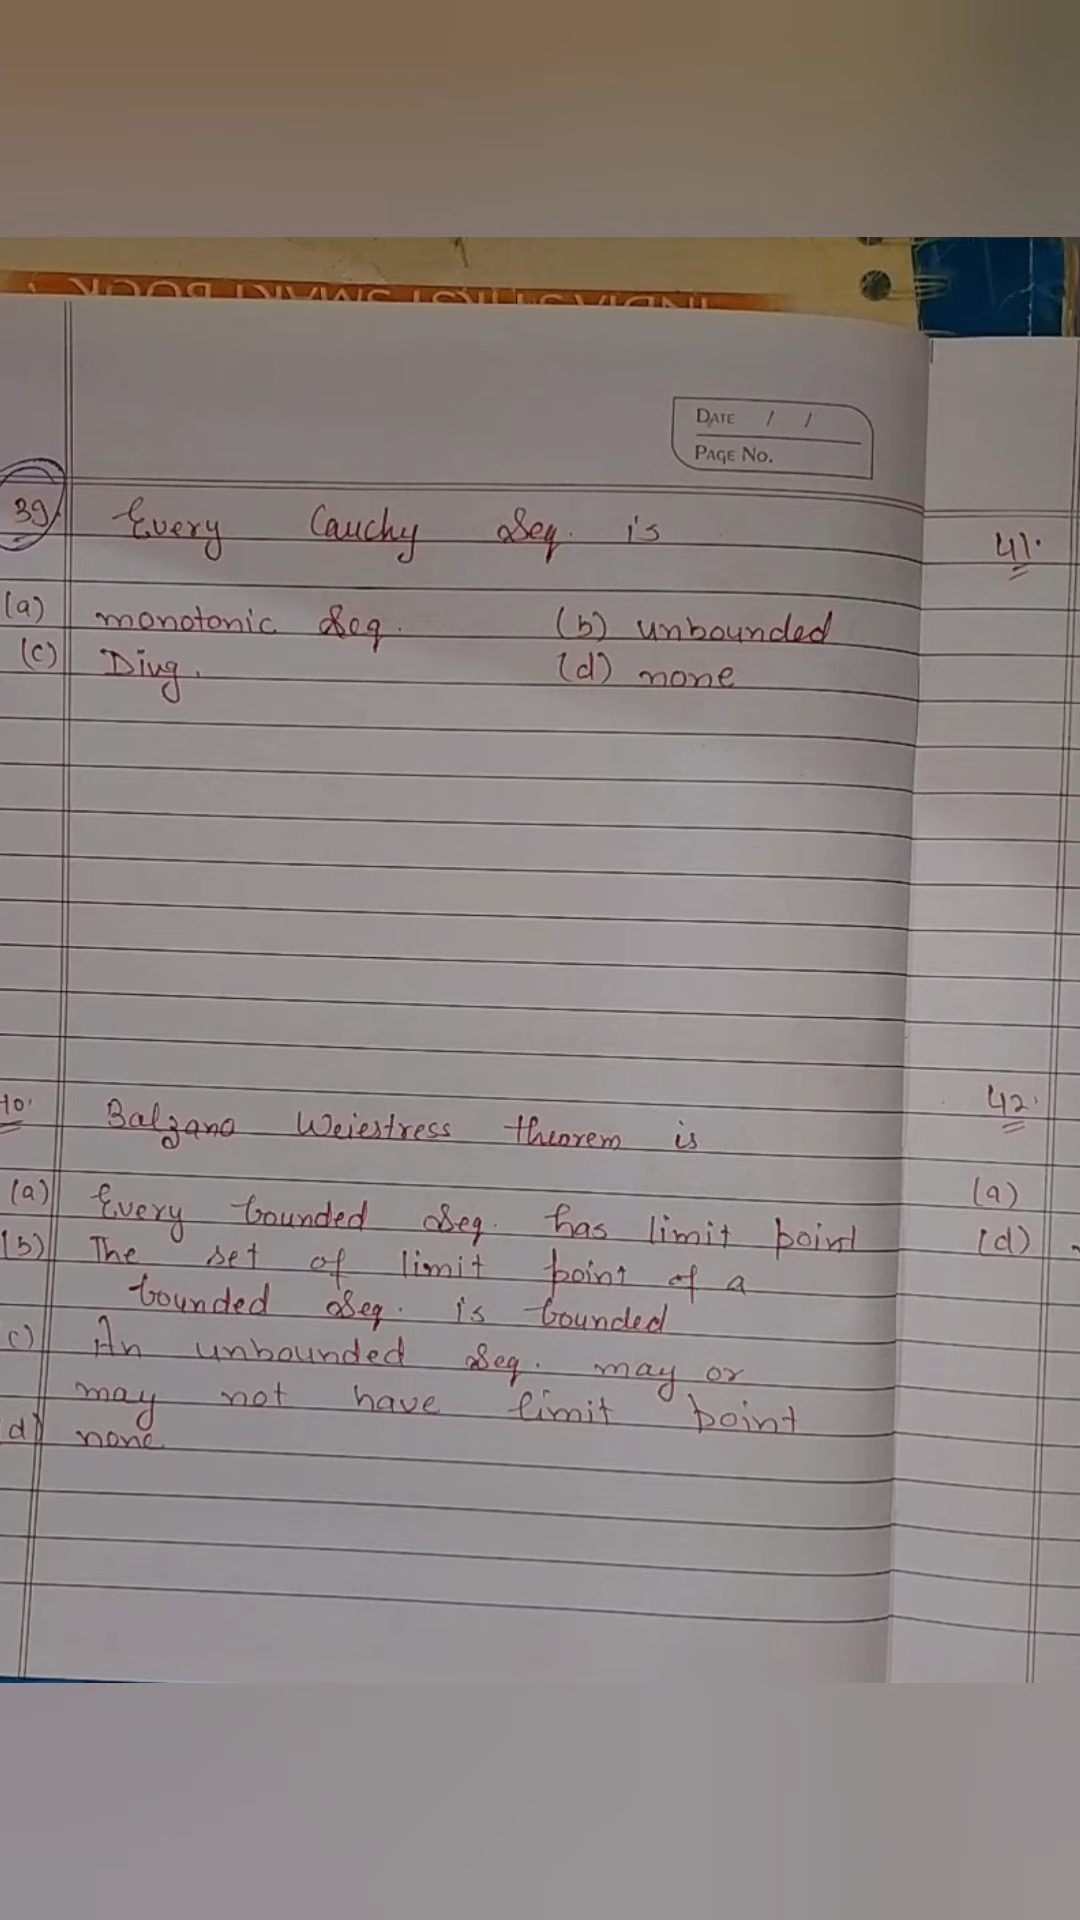 DATE / /
PAGE No.
39
Every Cauchy Seq. is
(a) monotonic Seq. (b) unbounded
(c) Divg. (d) none
40.
Balzano Weiestress theorem is
(a) Every bounded Seq. has limit point
(b) The set of limit point of a
bounded Seq. is bounded
c) An unbounded Seq. may or
may not have limit point
d) none
41.
42.
(a)
(d)